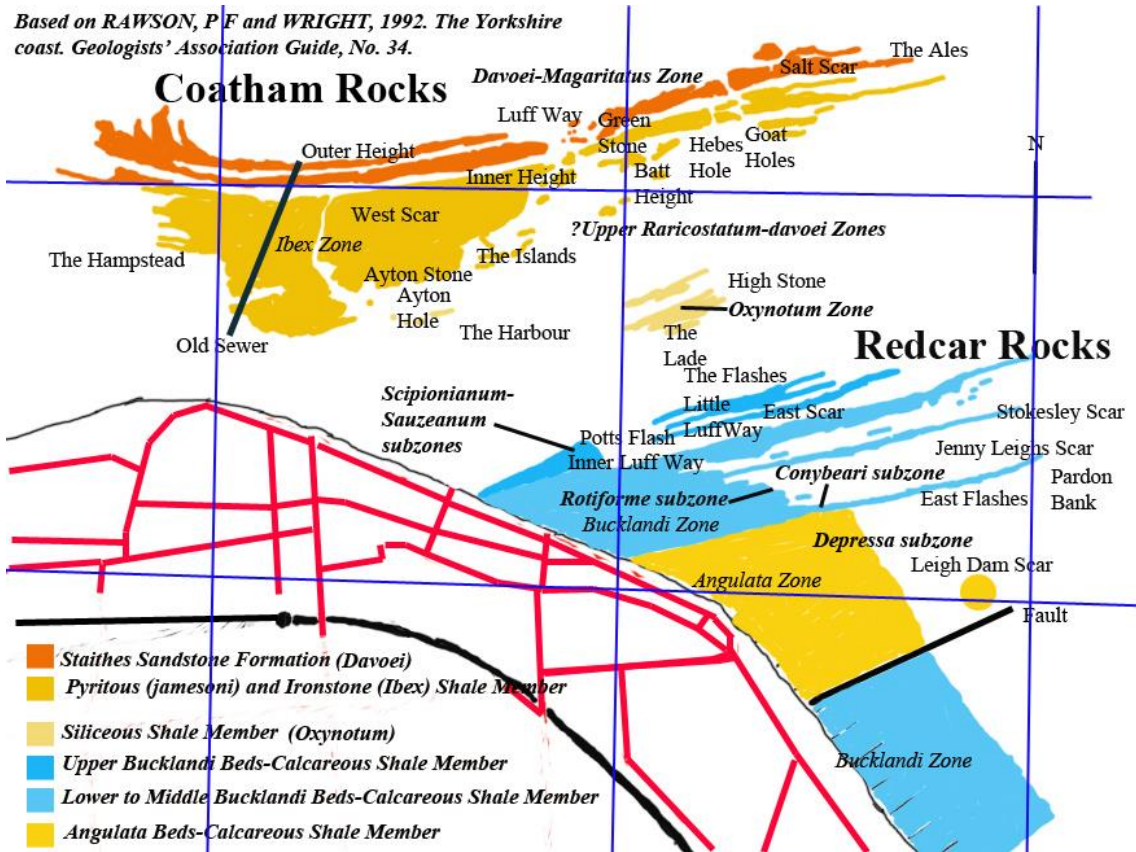 Based on RAWSON, P F and WRIGHT, 1992. The Yorkshire
coast. Geologists' Association Guide, No. 34.
Coatham Rocks
Davoei-Magaritatus Zone
The Ales
Salt Scar
Luff Way
Green
Stone
Batt
Height
Hebes
Hole
Goat
Holes
N
Outer Height
Inner Height
West Scar
Ibex Zone
?Upper Raricostatum-davoei Zones
The Hampstead
The Islands
Ayton Stone
Ayton
Hole
High Stone
Oxynotum Zone
The Harbour
Old Sewer
The
Lade
Redcar Rocks
The Flashes
Scipionianum-
Sauzeanum
subzones
Little
LuffWay
East Scar
Stokesley Scar
Potts Flash
Inner Luff Way
Jenny Leighs Scar
Conybeari subzone
Pardon
Bank
Rotiforme subzone
East Flashes
Bucklandi Zone
Depressa subzone
Leigh Dam Scar
Angulata Zone
Fault
Bucklandi Zone
Staithes Sandstone Formation (Davoei)
Pyritous (jamesoni) and Ironstone (Ibex) Shale Member
Siliceous Shale Member (Oxynotum)
Upper Bucklandi Beds-Calcareous Shale Member
Lower to Middle Bucklandi Beds-Calcareous Shale Member
Angulata Beds-Calcareous Shale Member